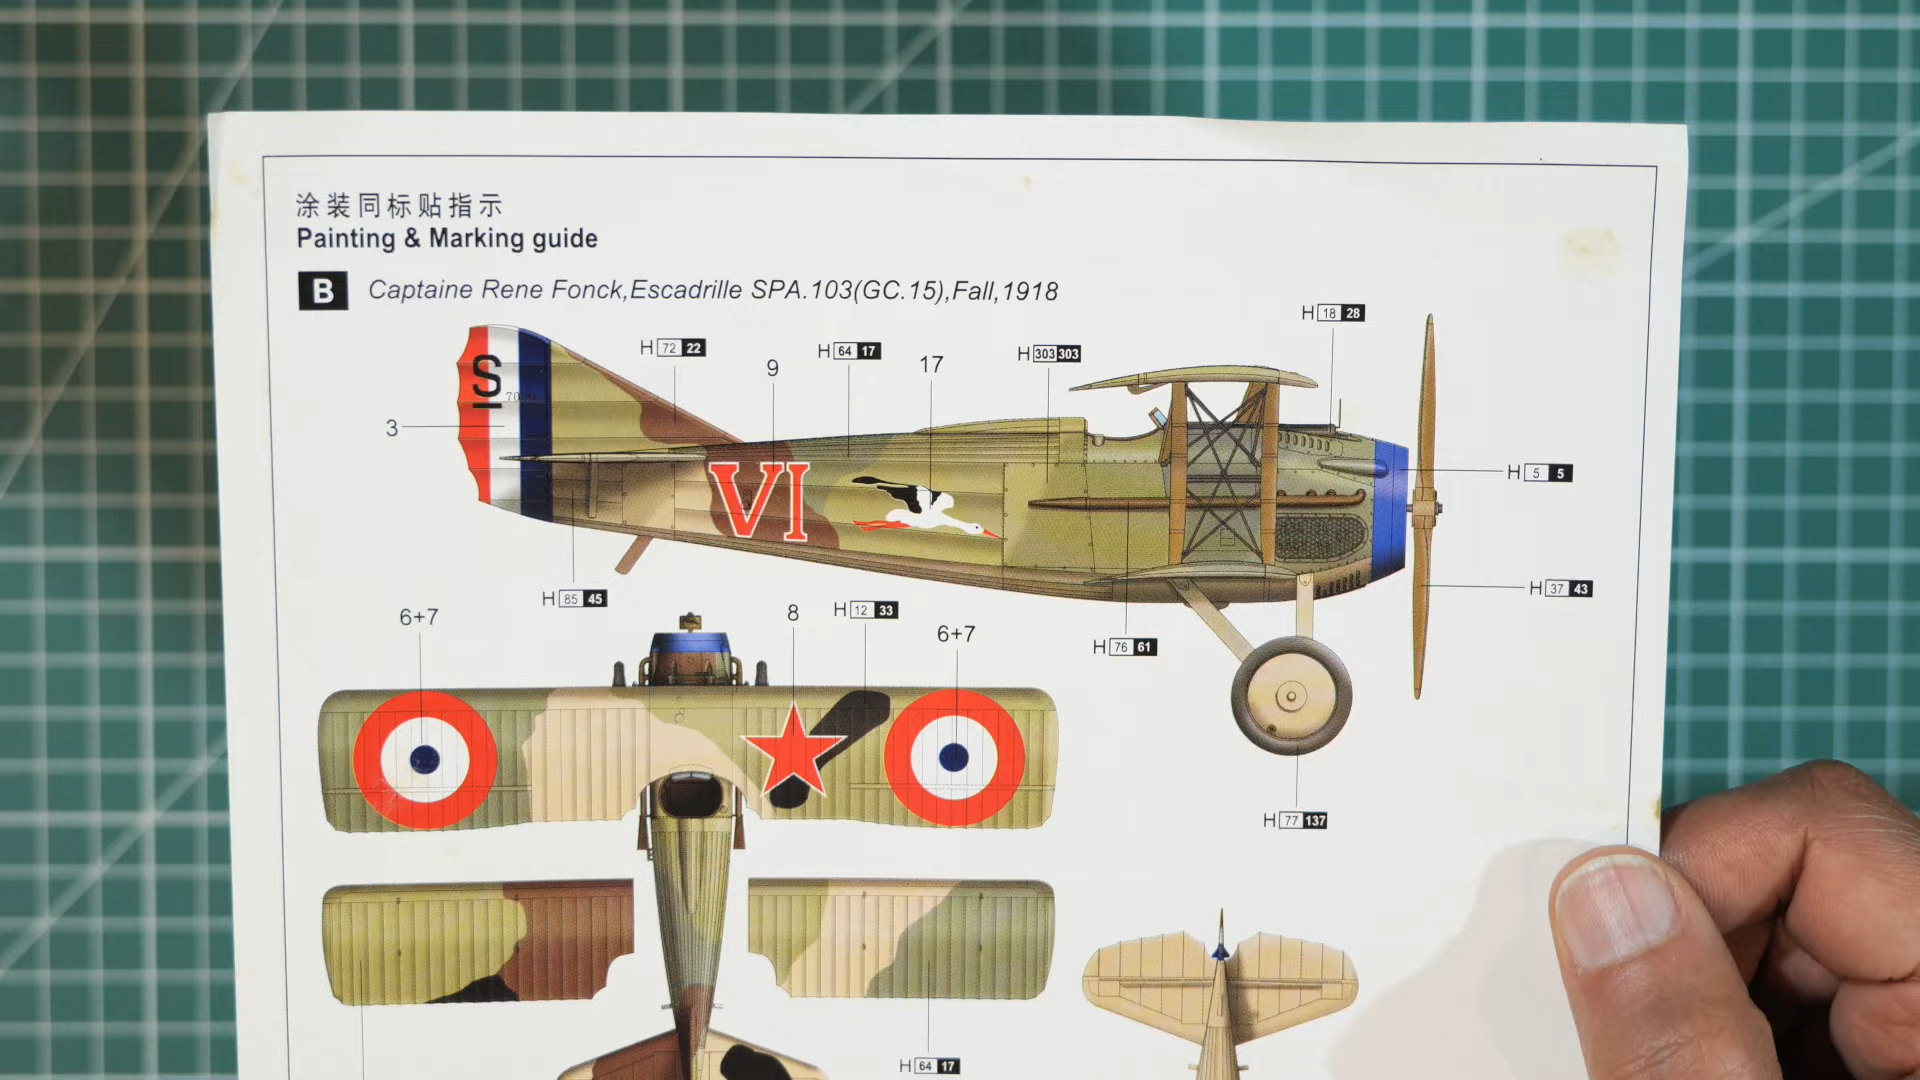 涂装同标贴指示
Painting & Marking guide
B Captaine Rene Fonck,Escadrille SPA.103(GC.15),Fall,1918
H 18 28
H 72 22
9
H 64 17
17
H 303 303
S
3
VI
H 5 5
H 85 45
H 37 43
6+7
8
H 12 33
6+7
H 76 61
H 77 137
H 64 17